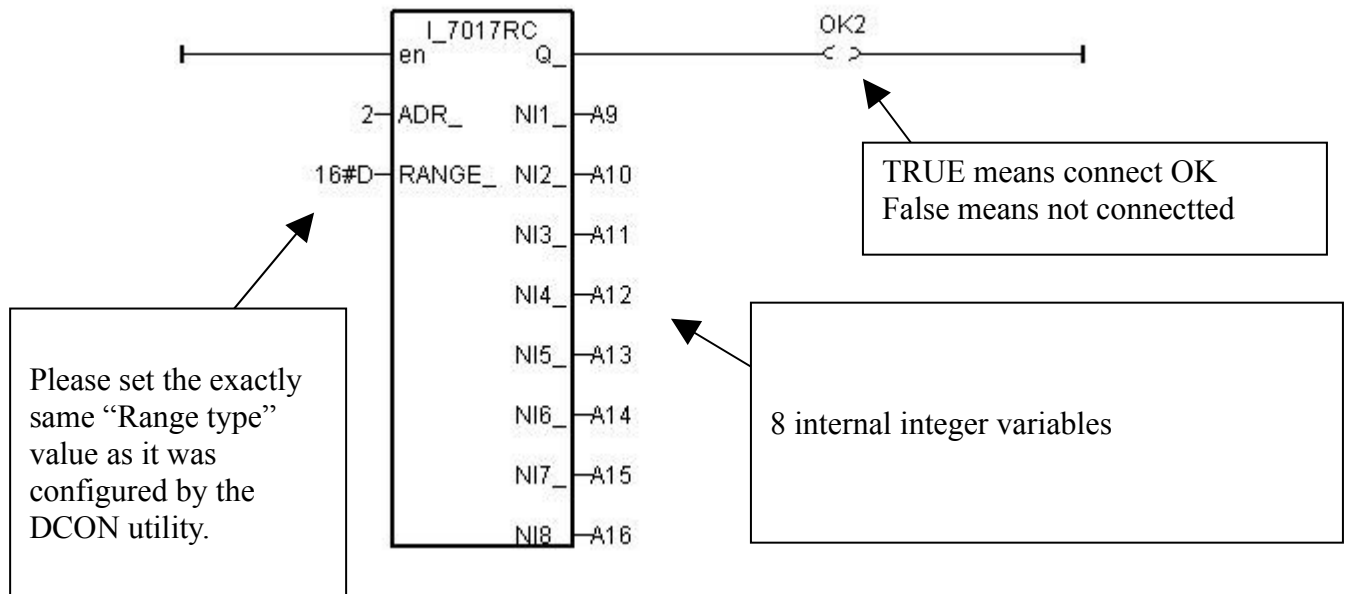 I_7017RC
OK2
en Q_
2 ADR_ NI1_ A9
16#D RANGE_ NI2_ A10
NI3_ A11
NI4_ A12
NI5_ A13
NI6_ A14
NI7_ A15
NI8_ A16
TRUE means connect OK
False means not connectted
8 internal integer variables
Please set the exactly
same “Range type”
value as it was
configured by the
DCON utility.